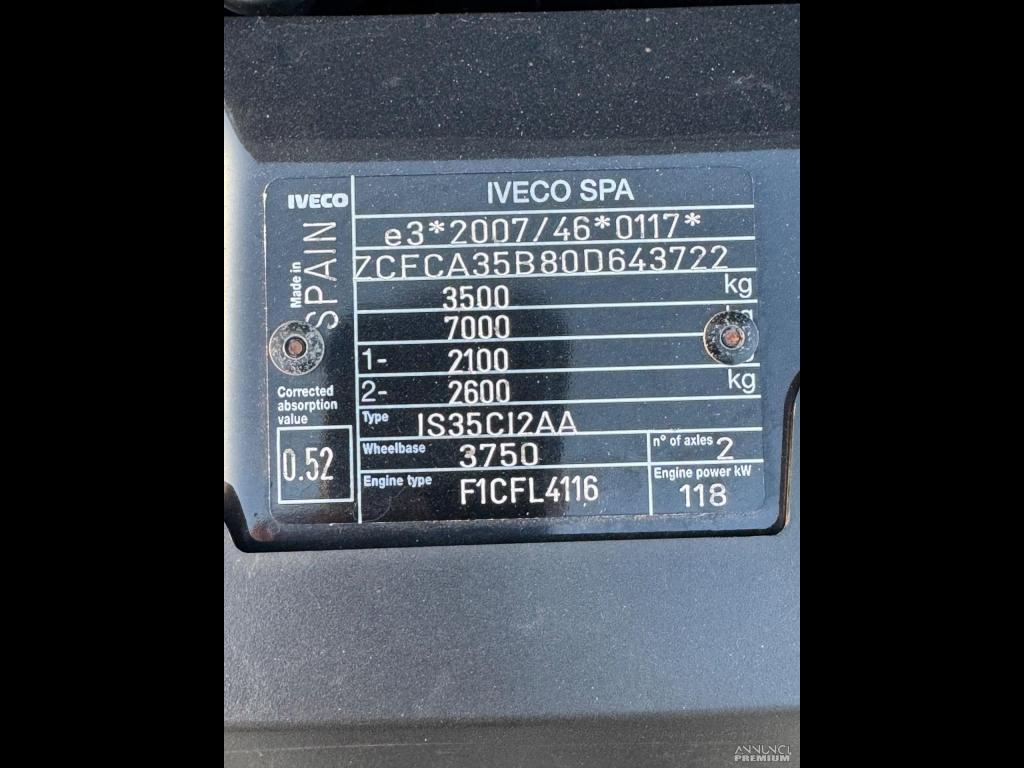 IVECO
IVECO SPA
Made in
SPAIN
e3*2007/46*0117*
ZCFCA35B80D643722
3500 kg
7000 kg
1- 2100
2- 2600 kg
Type IS35CI2AA
Wheelbase 3750
n° of axles 2
Engine type F1CFL4116
Engine power kW
118
Corrected
absorption
value
0.52
ANNUNCI
PREMIUM